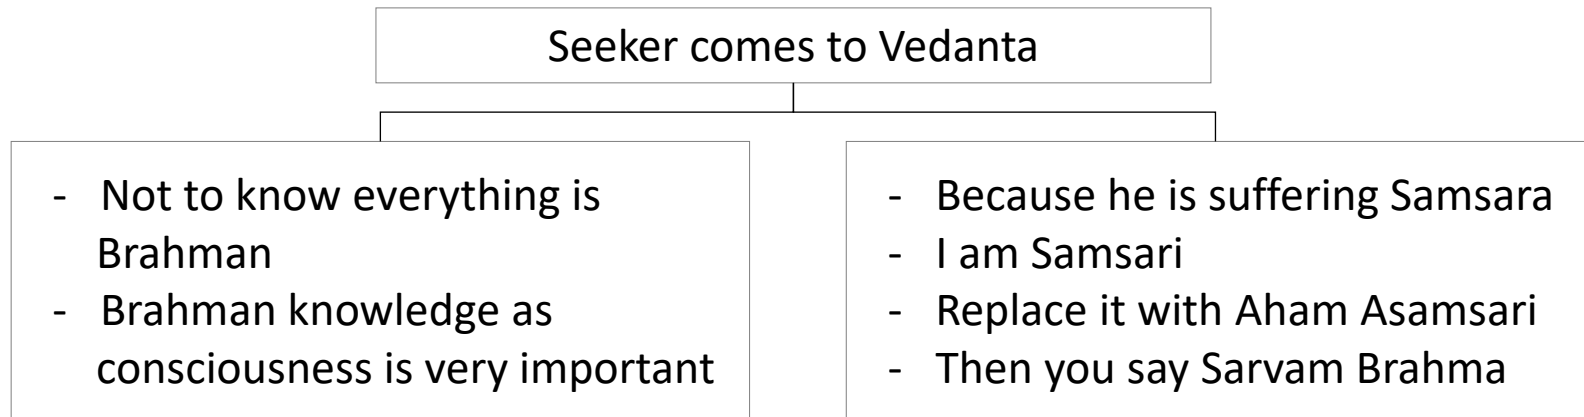 Seeker comes to Vedanta
- Not to know everything is
Brahman
- Brahman knowledge as
consciousness is very important
- Because he is suffering Samsara
- I am Samsari
- Replace it with Aham Asamsari
- Then you say Sarvam Brahma